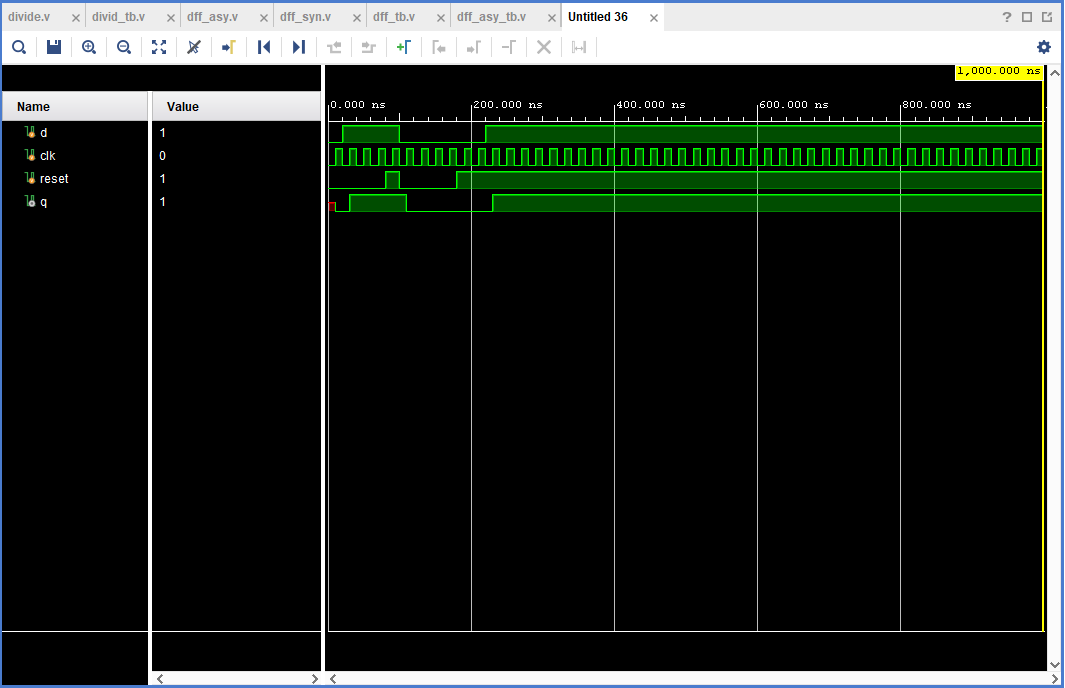 divide.v divid_tb.v dff_asy.v dff_syn.v dff_tb.v dff_asy_tb.v Untitled 36
1,000.000 ns
Name Value
0.000 ns 200.000 ns 400.000 ns 600.000 ns 800.000 ns
d 1
clk 0
reset 1
q 1